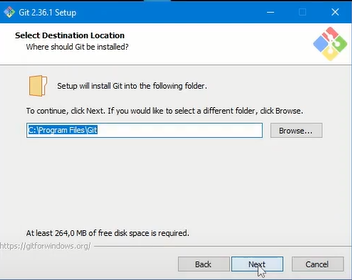 Git 2.36.1 Setup
Select Destination Location
Where should Git be installed?
Setup will install Git into the following folder.
To continue, click Next. If you would like to select a different folder, click Browse.
C:\Program Files\Git
Browse...
At least 264,0 MB of free disk space is required.
https://gitforwindows.org/
Back
Next
Cancel